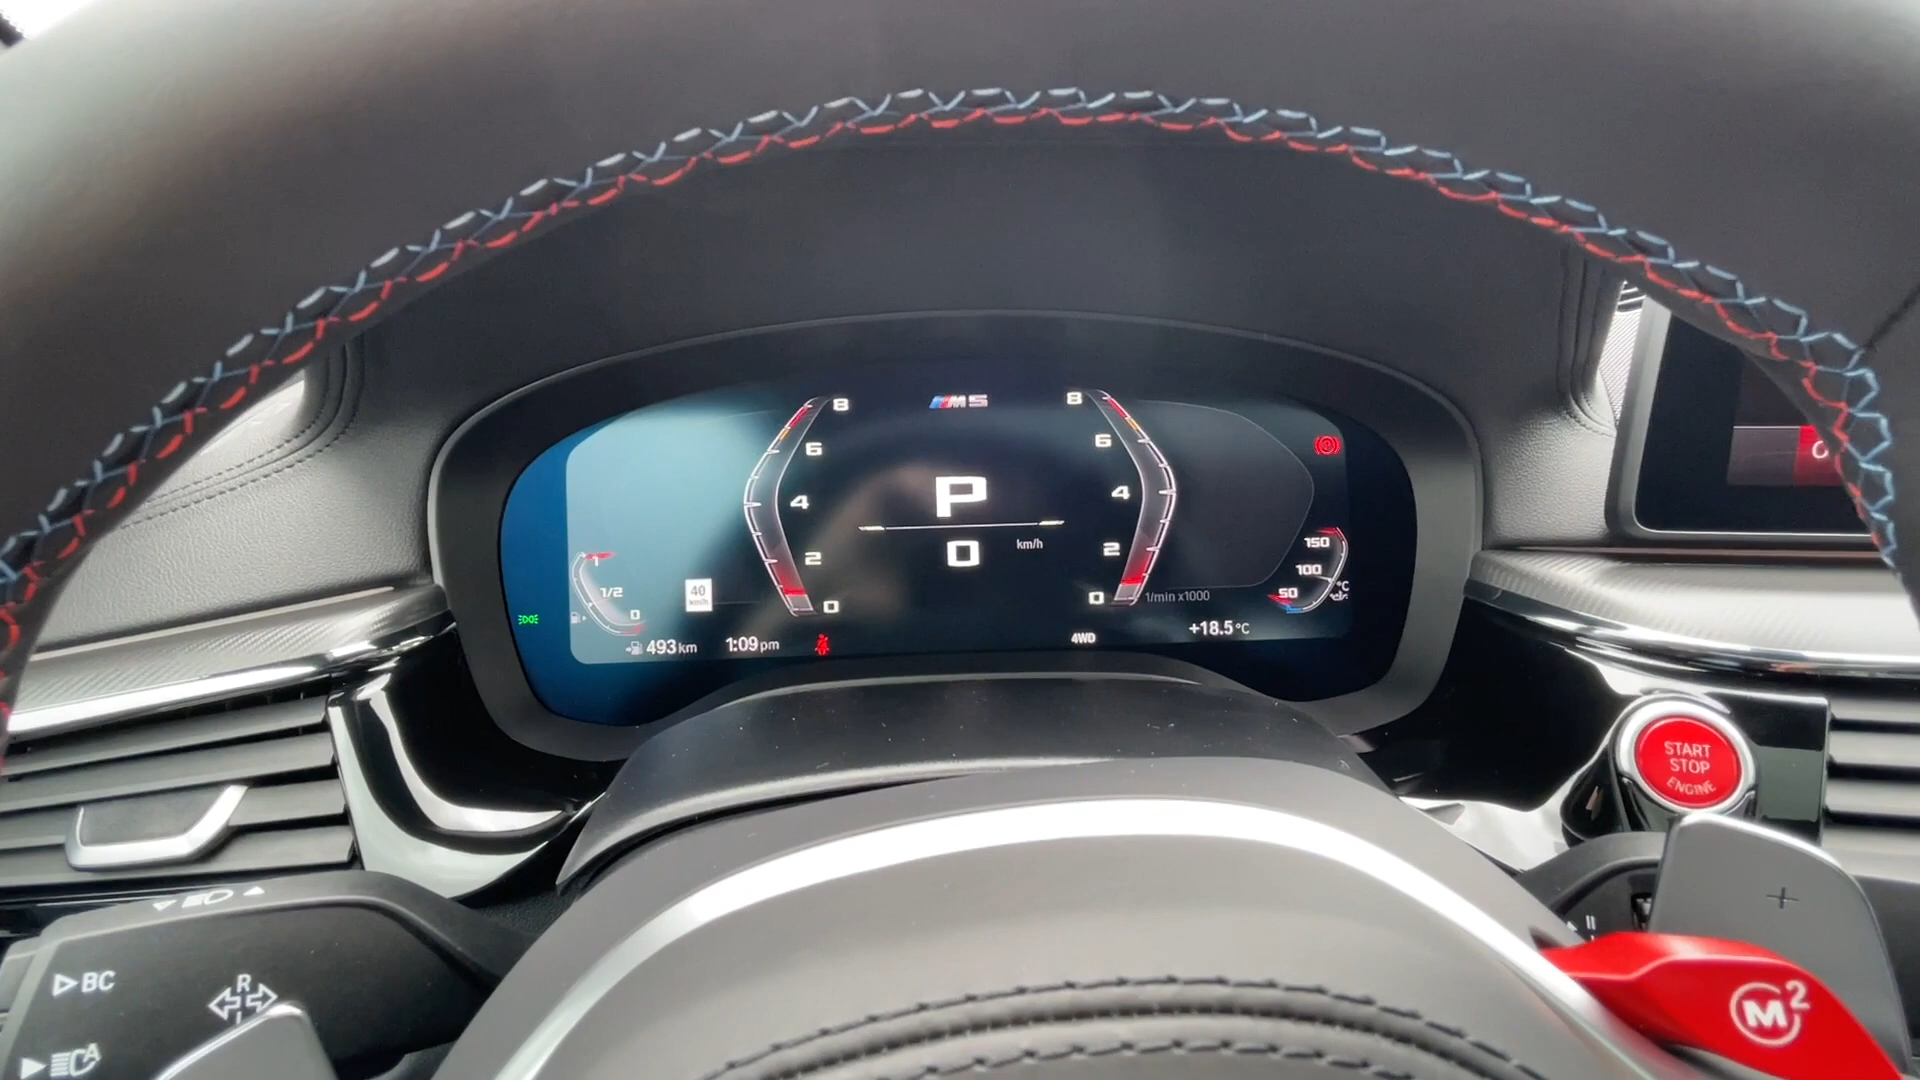 8
6
4
2
0
M5
P
0
km/h
8
6
4
2
0
1/min x1000
1
1/2
0
40
km/h
493 km
1:09 pm
4WD
+18.5°C
150
100
50
°C
START
STOP
ENGINE
BC
R
A
+
M2